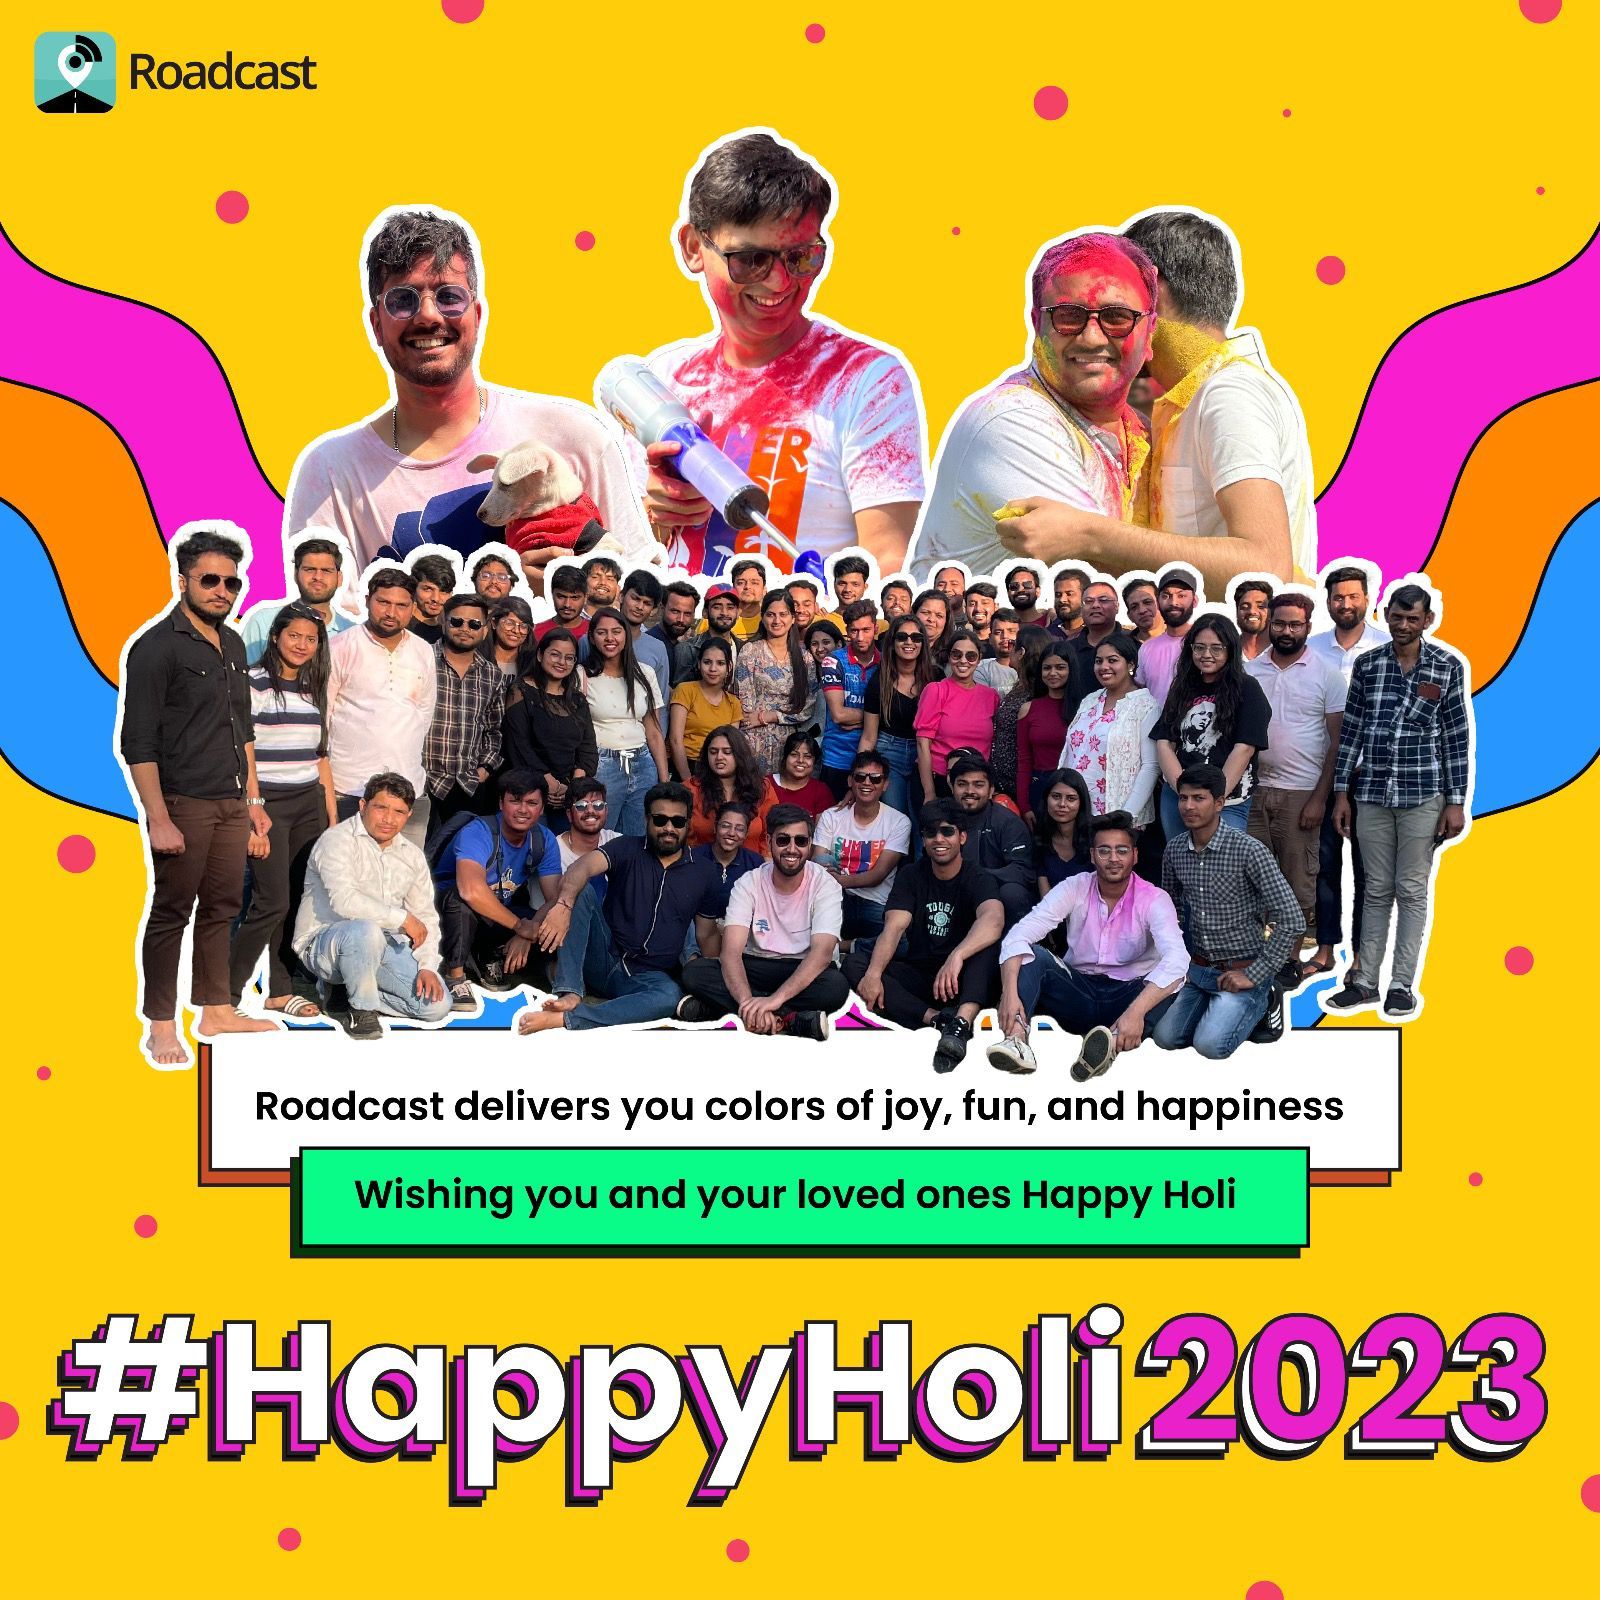 Roadcast
Roadcast delivers you colors of joy, fun, and happiness
Wishing you and your loved ones Happy Holi
#HappyHoli2023